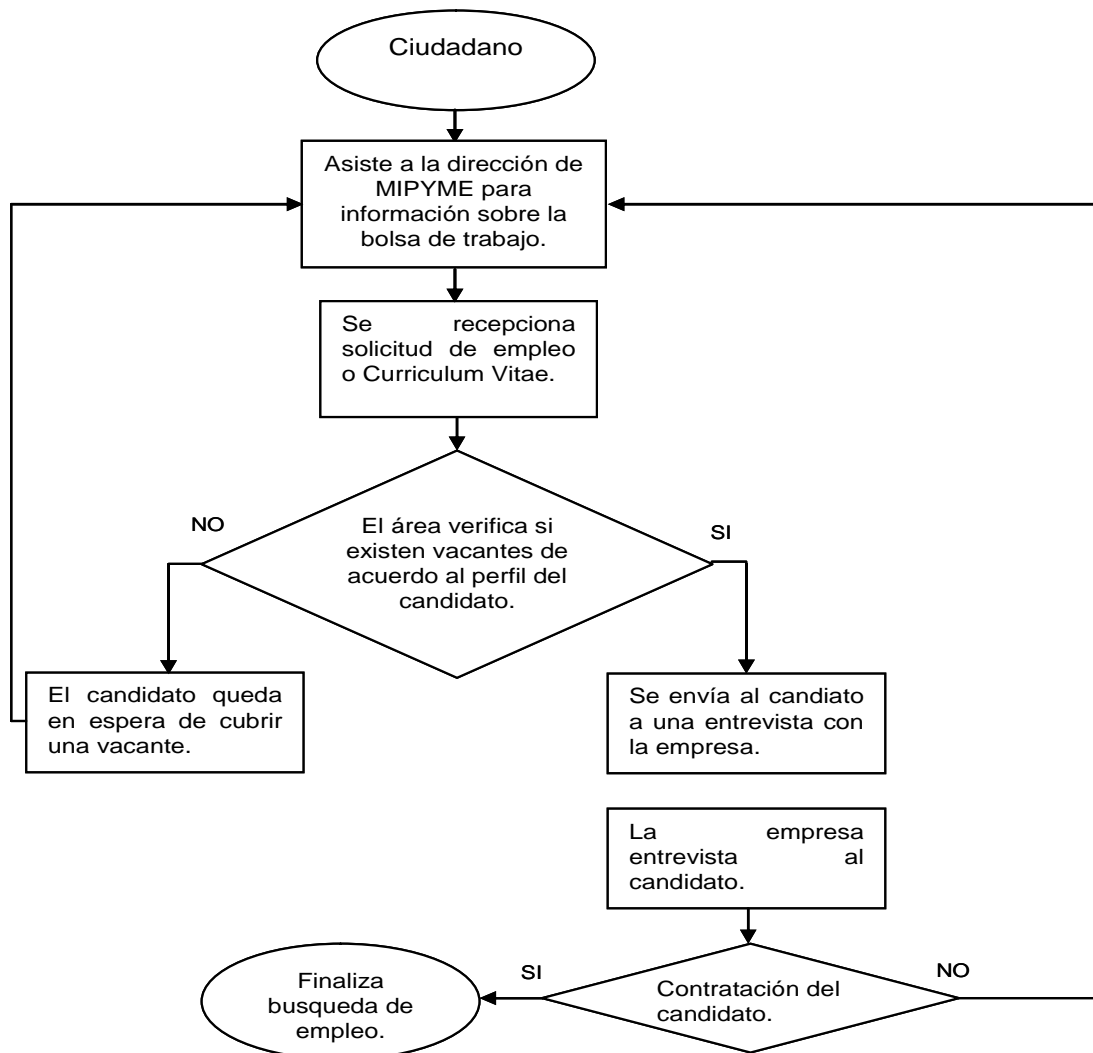 Ciudadano
Asiste a la dirección de
MIPYME para
información sobre la
bolsa de trabajo.
Se recepciona
solicitud de empleo
o Curriculum Vitae.
NO
SI
El área verifica si
existen vacantes de
acuerdo al perfil del
candidato.
El candidato queda
en espera de cubrir
una vacante.
Se envía al candiato
a una entrevista con
la empresa.
La empresa
entrevista al
candidato.
SI
NO
Finaliza
busqueda de
empleo.
Contratación del
candidato.